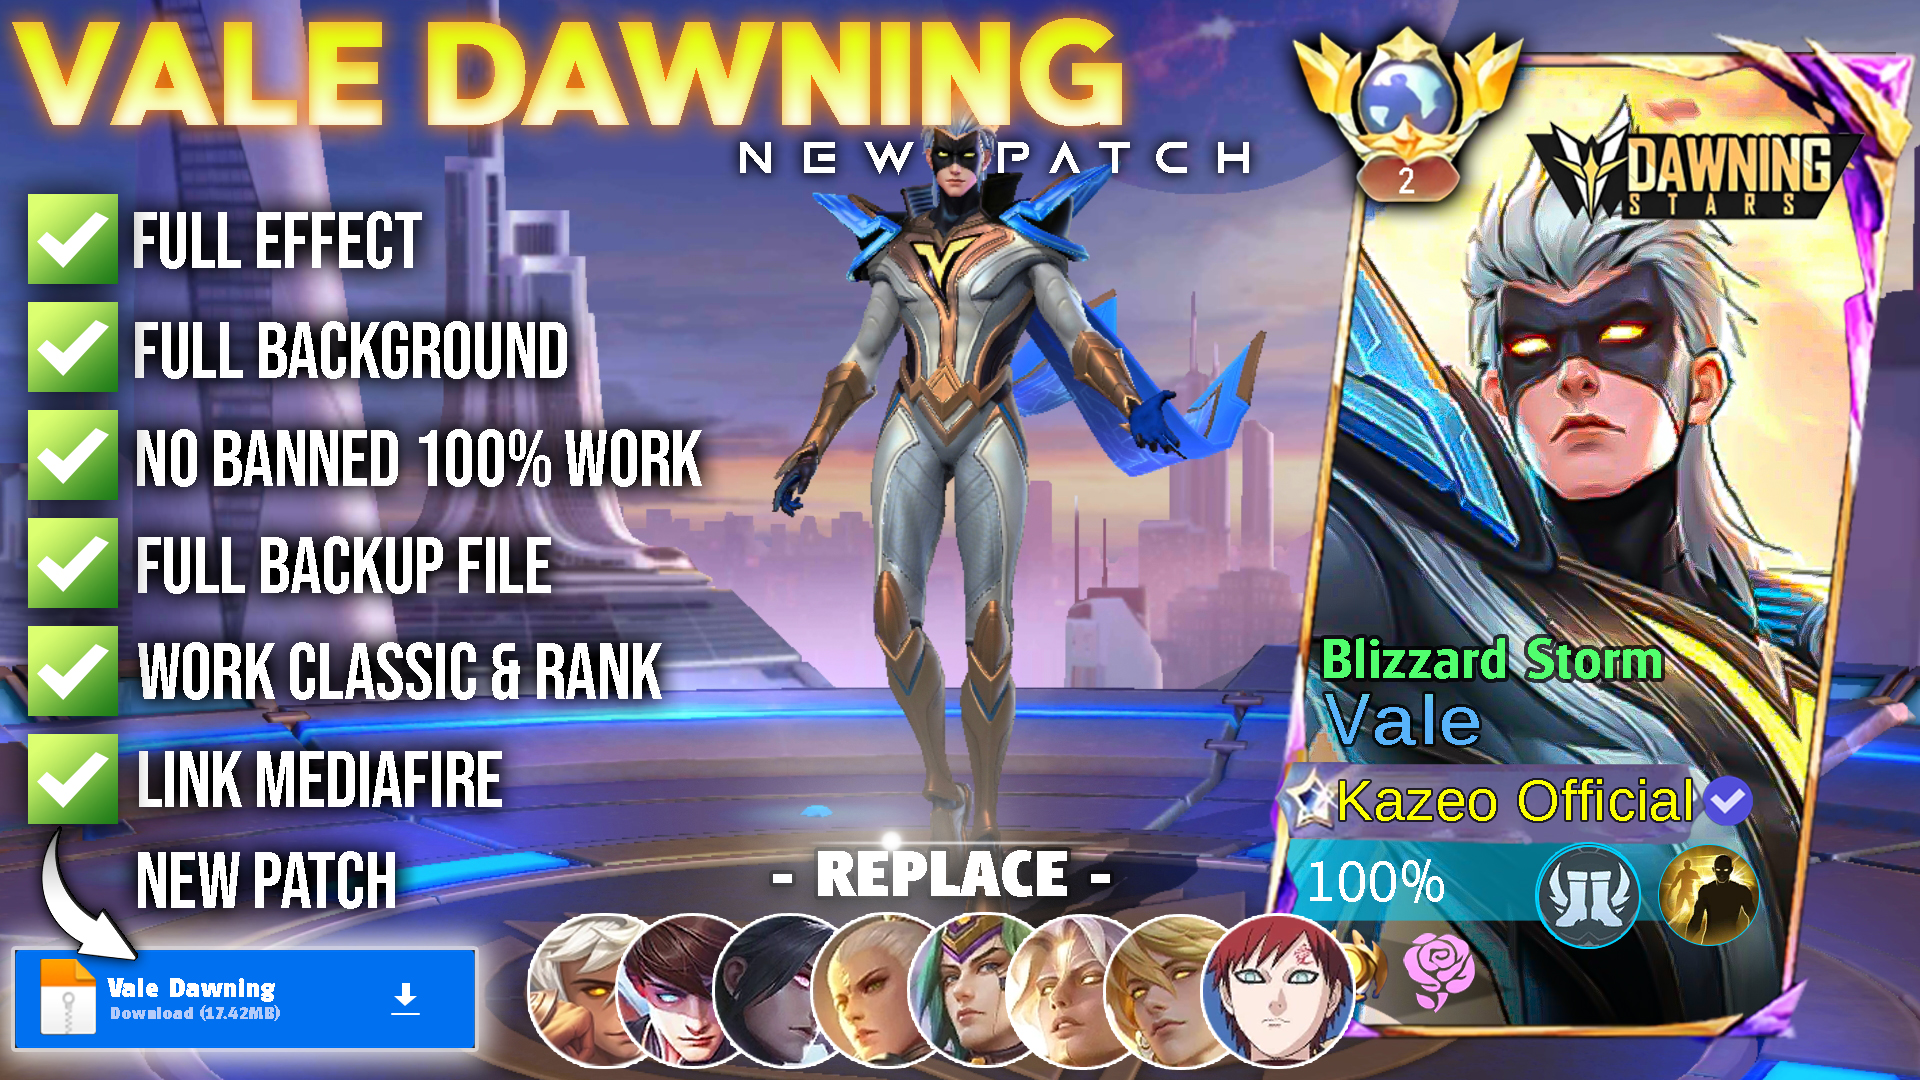 VALE DAWNING
NEW PATCH
FULL EFFECT
FULL BACKGROUND
NO BANNED 100% WORK
FULL BACKUP FILE
WORK CLASSIC & RANK
LINK MEDIAFIRE
NEW PATCH
Vale Dawning
Download (17.42MB)
- REPLACE -
2
DAWNING
STARS
Blizzard Storm
Vale
Kazeo Official
100%